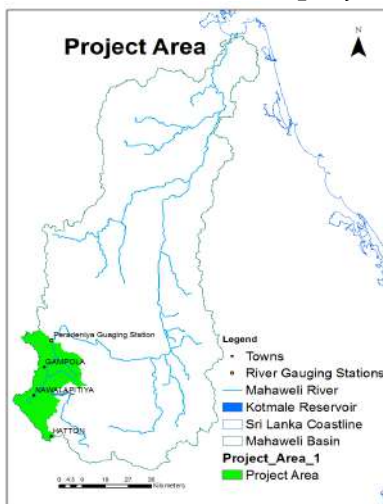 Project Area
N
Peradeniya Guaging Station
GAMPOLA
NAWALAPITIYA
HATTON
Legend
Towns
River Gauging Stations
Mahaweli River
Kotmale Reservoir
Sri Lanka Coastline
Mahaweli Basin
Project_Area_1
Project Area
Kilometers